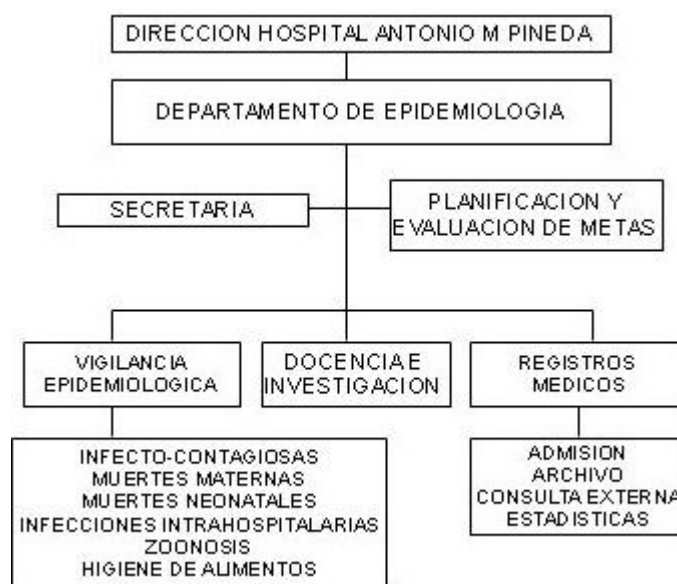 DIRECCION HOSPITAL ANTONIO M PINEDA
DEPARTAMENTO DE EPIDEMIOLOGIA
SECRETARIA
PLANIFICACION Y
EVALUACION DE METAS
VIGILANCIA
EPIDEMIOLOGICA
DOCENCIA E
INVESTIGACION
REGISTROS
MEDICOS
INFECTO-CONTAGIOSAS
MUERTES MATERNAS
MUERTES NEONATALES
INFECCIONES INTRAHOSPITALARIAS
ZOONOSIS
HIGIENE DE ALIMENTOS
ADMISION
ARCHIVO
CONSULTA EXTERNA
ESTADISTICAS